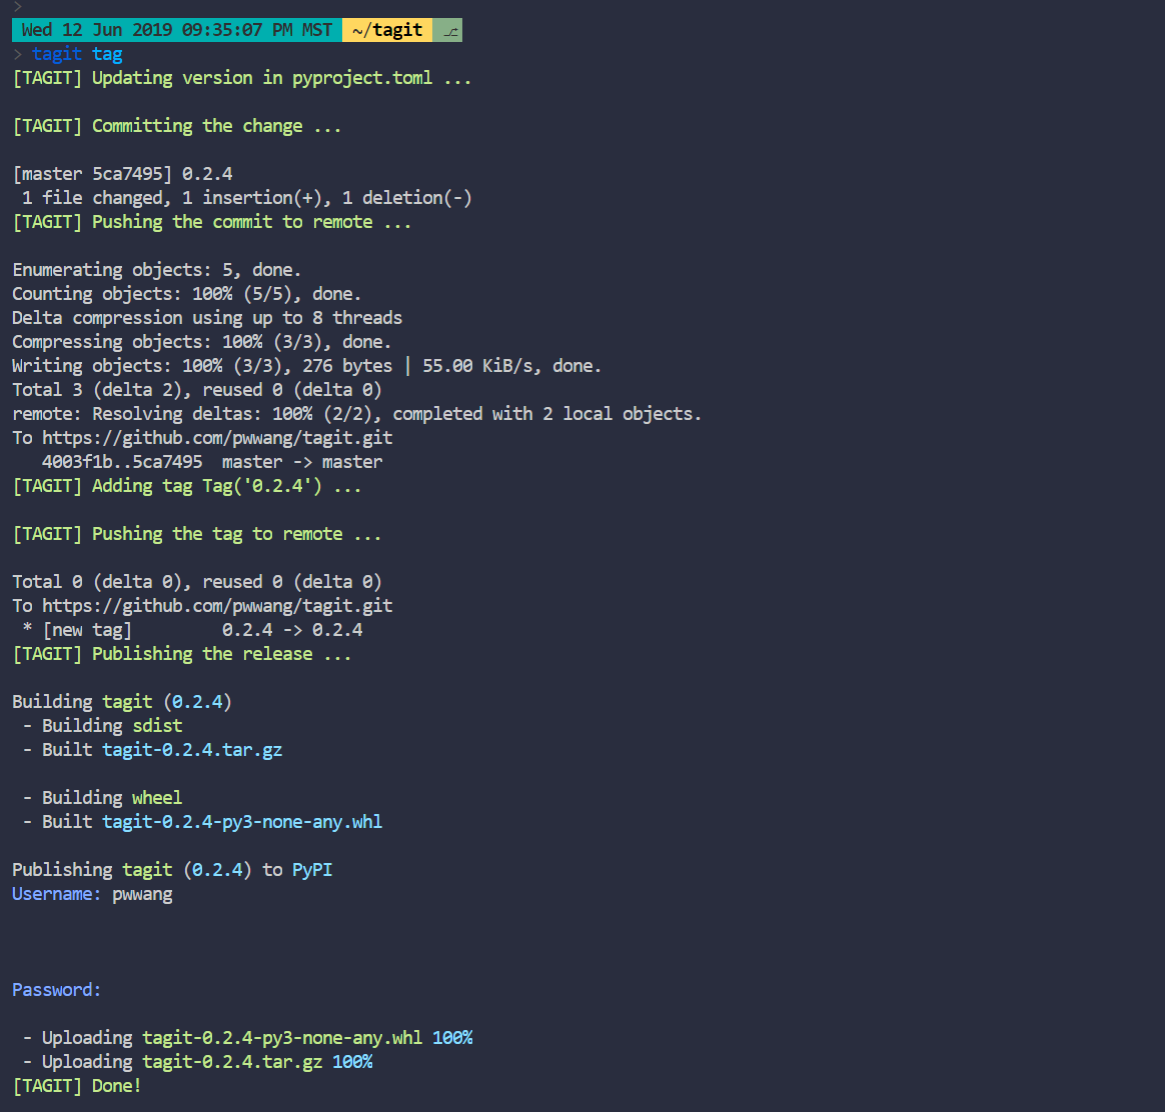 >
Wed 12 Jun 2019 09:35:07 PM MST ~/tagit
> tagit tag
[TAGIT] Updating version in pyproject.toml ...
[TAGIT] Committing the change ...
[master 5ca7495] 0.2.4
1 file changed, 1 insertion(+), 1 deletion(-)
[TAGIT] Pushing the commit to remote ...
Enumerating objects: 5, done.
Counting objects: 100% (5/5), done.
Delta compression using up to 8 threads
Compressing objects: 100% (3/3), done.
Writing objects: 100% (3/3), 276 bytes | 55.00 KiB/s, done.
Total 3 (delta 2), reused 0 (delta 0)
remote: Resolving deltas: 100% (2/2), completed with 2 local objects.
To https://github.com/pwwang/tagit.git
4003f1b..5ca7495  master -> master
[TAGIT] Adding tag Tag('0.2.4') ...
[TAGIT] Pushing the tag to remote ...
Total 0 (delta 0), reused 0 (delta 0)
To https://github.com/pwwang/tagit.git
* [new tag]         0.2.4 -> 0.2.4
[TAGIT] Publishing the release ...
Building tagit (0.2.4)
- Building sdist
- Built tagit-0.2.4.tar.gz
- Building wheel
- Built tagit-0.2.4-py3-none-any.whl
Publishing tagit (0.2.4) to PyPI
Username: pwwang
Password:
- Uploading tagit-0.2.4-py3-none-any.whl 100%
- Uploading tagit-0.2.4.tar.gz 100%
[TAGIT] Done!